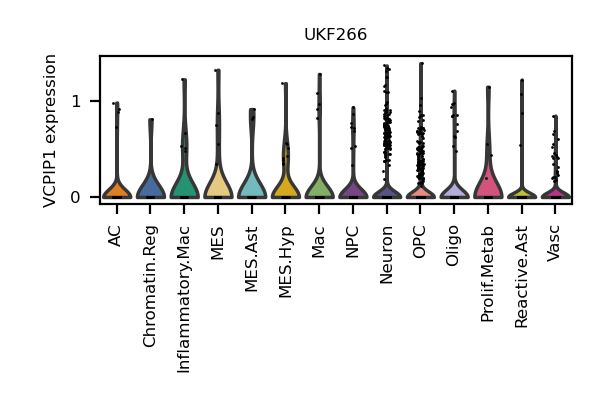 UKF266
VCPIP1 expression
1
0
AC
Chromatin.Reg
Inflammatory.Mac
MES
MES.Ast
MES.Hyp
Mac
NPC
Neuron
OPC
Oligo
Prolif.Metab
Reactive.Ast
Vasc